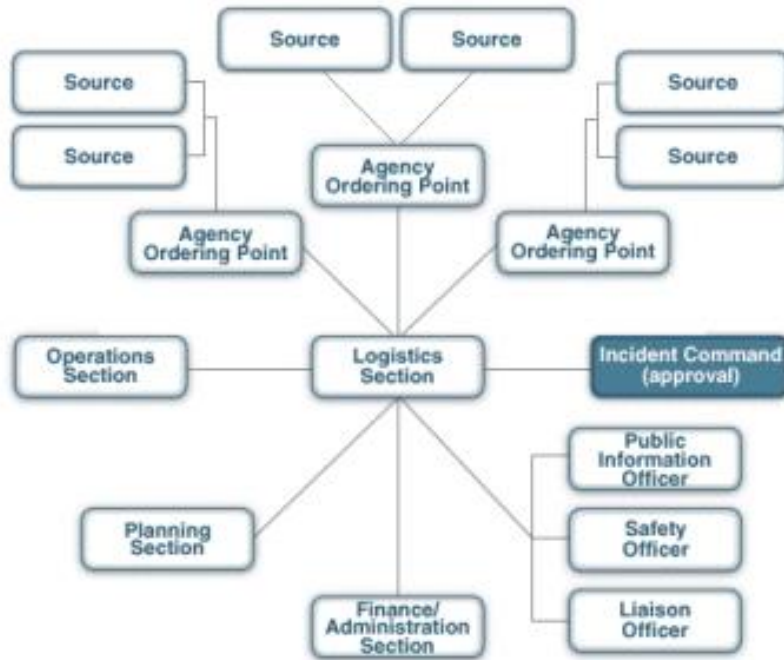 Source
Source
Source
Source
Source
Source
Agency
Ordering Point
Agency
Ordering Point
Agency
Ordering Point
Operations
Section
Logistics
Section
Incident Command
(approval)
Public
Information
Officer
Planning
Section
Safety
Officer
Finance/
Administration
Section
Liaison
Officer